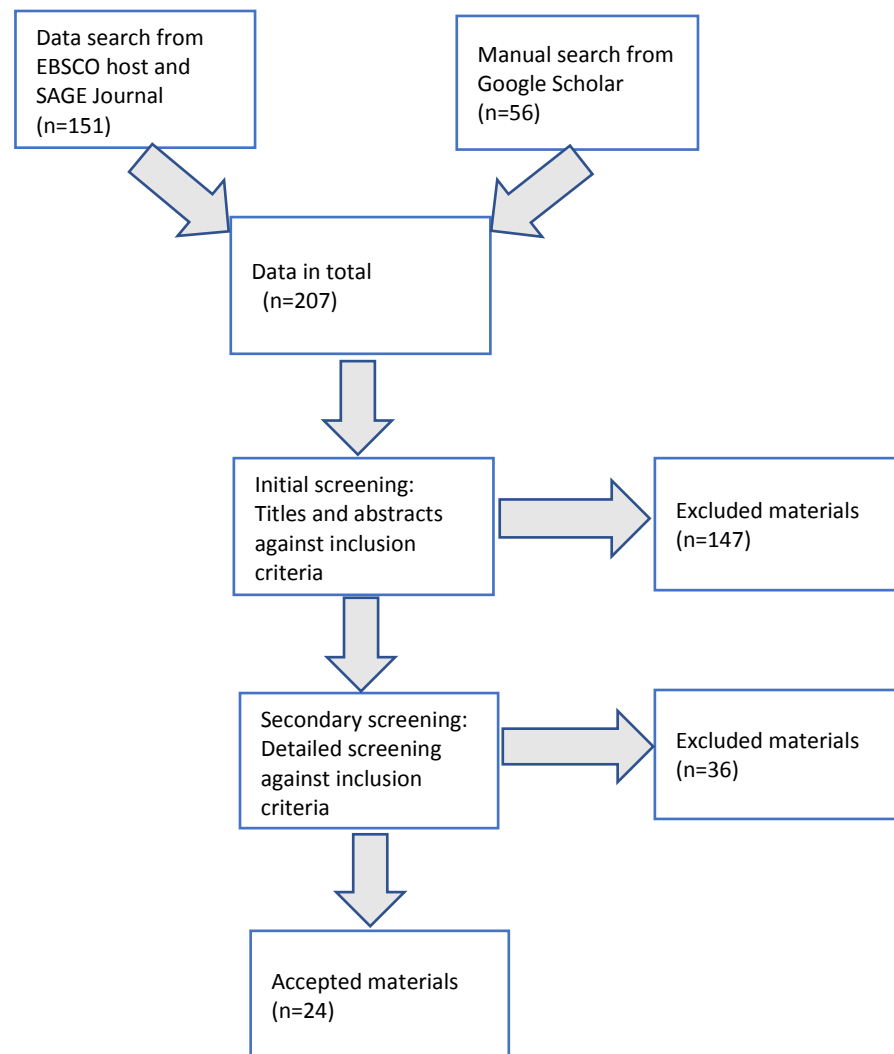 Data search from
EBSCO host and
SAGE Journal
(n=151)
Manual search from
Google Scholar
(n=56)
Data in total
(n=207)
Initial screening:
Titles and abstracts
against inclusion
criteria
Excluded materials
(n=147)
Secondary screening:
Detailed screening
against inclusion
criteria
Excluded materials
(n=36)
Accepted materials
(n=24)